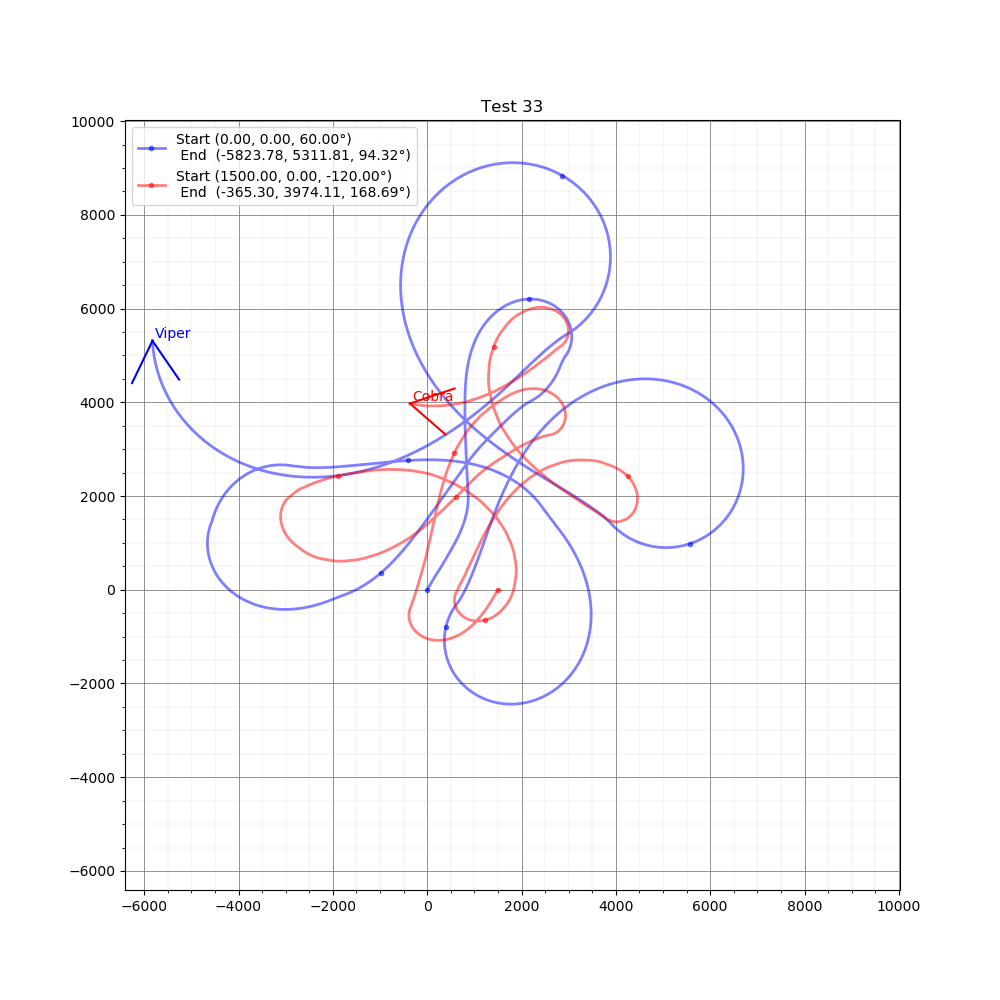 Test 33
Start (0.00, 0.00, 60.00°)
End  (-5823.78, 5311.81, 94.32°)
Start (1500.00, 0.00, -120.00°)
End  (-365.30, 3974.11, 168.69°)
10000
8000
6000
4000
2000
0
−2000
−4000
−6000
Viper
Cobra
−6000 −4000 −2000 0 2000 4000 6000 8000 10000